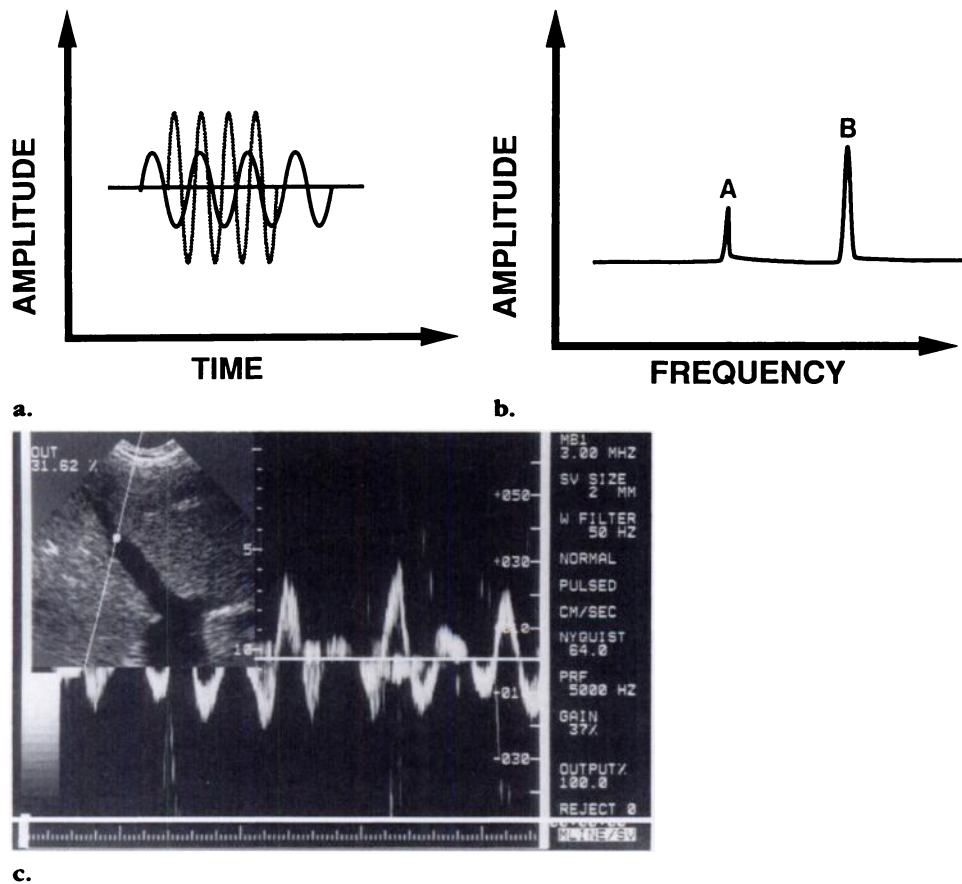 AMPLITUDE
TIME
a.
AMPLITUDE
A
B
FREQUENCY
b.
OUT
31.62 %
5
10
+050
+030
-030
MB1
3.00 MHZ
SV SIZE
2 MM
W FILTER
50 HZ
NORMAL
PULSED
CM/SEC
NYQUIST
64.0
PRF
5000 HZ
GAIN
37%
OUTPUT%
100.0
REJECT 0
MLINE/SV
c.